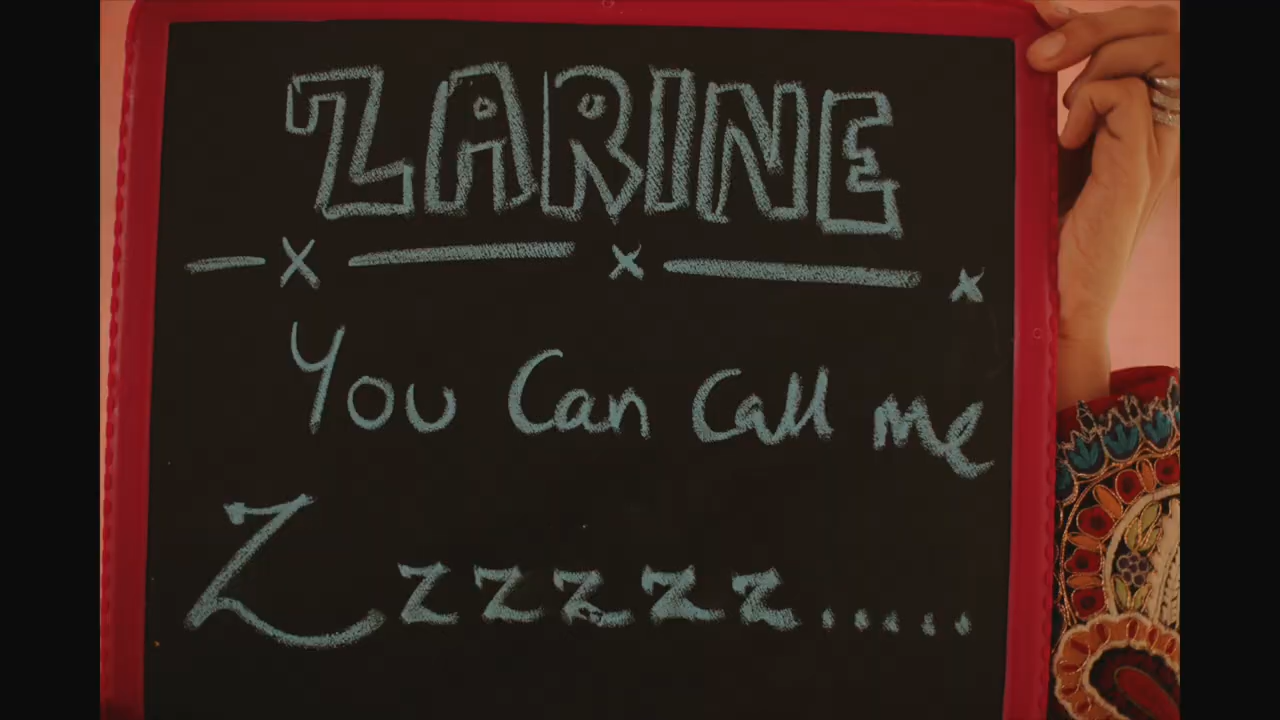 ZARINE
— x — x — x
You Can Call me
Zzzzzz.....